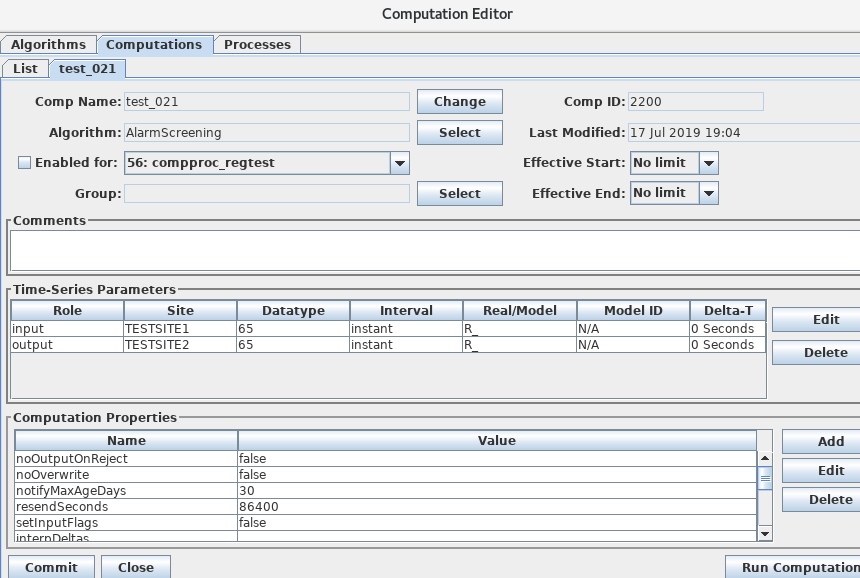 Computation Editor
Algorithms Computations Processes
List test_021
Comp Name: test_021 Change Comp ID: 2200
Algorithm: AlarmScreening Select Last Modified: 17 Jul 2019 19:04
Enabled for: 56: compproc_regtest Effective Start: No limit
Group: Select Effective End: No limit
Comments
Time-Series Parameters
Role Site Datatype Interval Real/Model Model ID Delta-T
input TESTSITE1 65 instant R_ N/A 0 Seconds
output TESTSITE2 65 instant R_ N/A 0 Seconds
Edit
Delete
Computation Properties
Name Value
noOutputOnReject false
noOverwrite false
notifyMaxAgeDays 30
resendSeconds 86400
setInputFlags false
interpDeltas
Add
Edit
Delete
Commit Close Run Computation